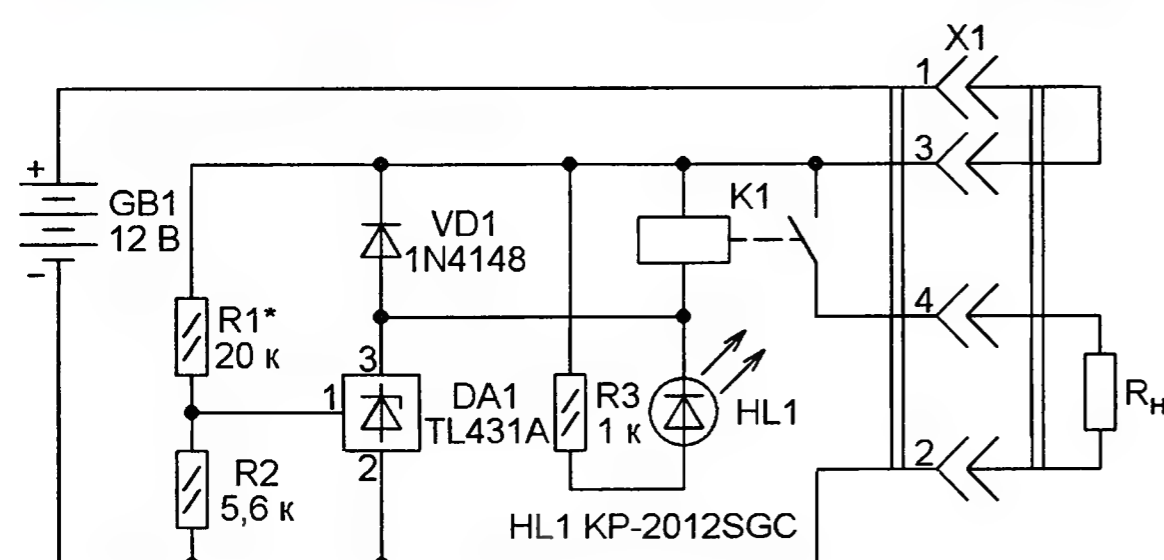 X1
1
3
4
2
+
GB1
12 В
-
R1*
20 к
R2
5,6 к
VD1
1N4148
3
1
2
DA1
TL431A
R3
1 к
K1
HL1
Rн
HL1 KP-2012SGC